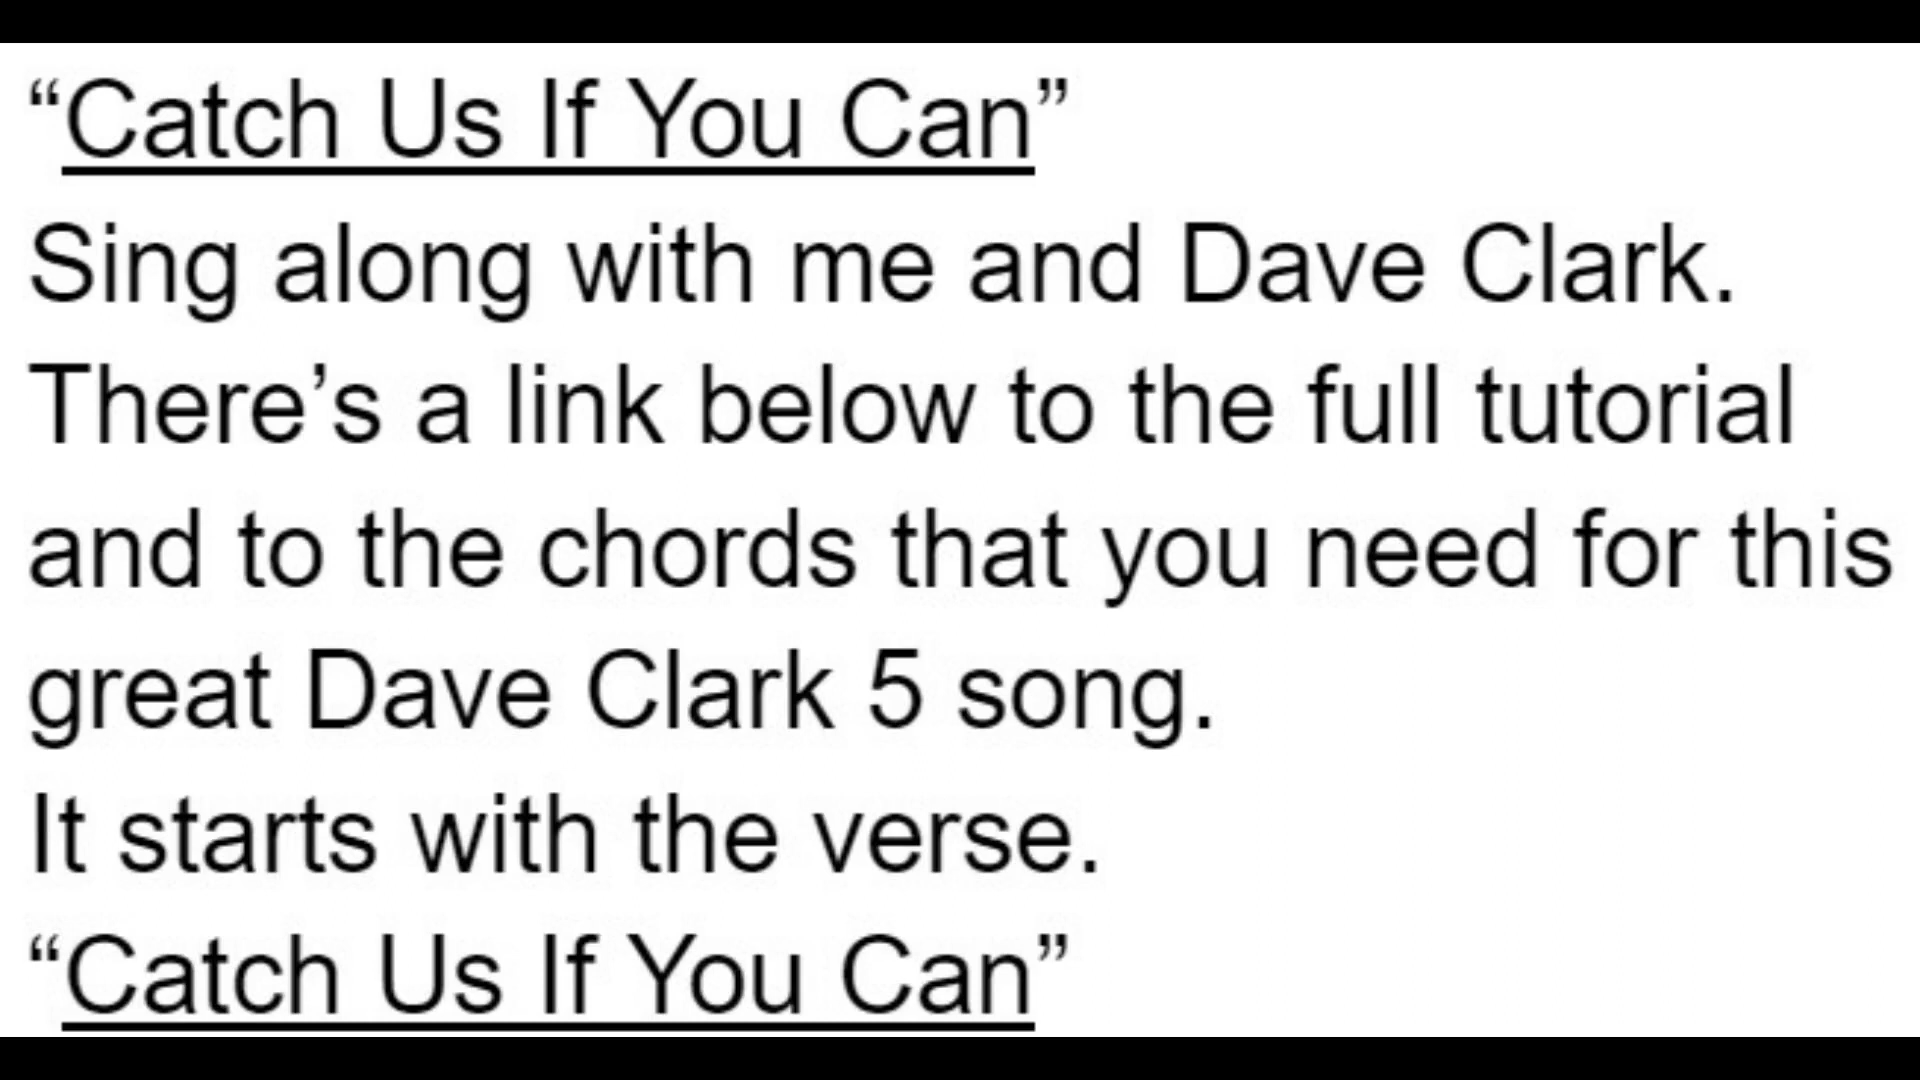 “Catch Us If You Can”
Sing along with me and Dave Clark.
There’s a link below to the full tutorial
and to the chords that you need for this
great Dave Clark 5 song.
It starts with the verse.
“Catch Us If You Can”